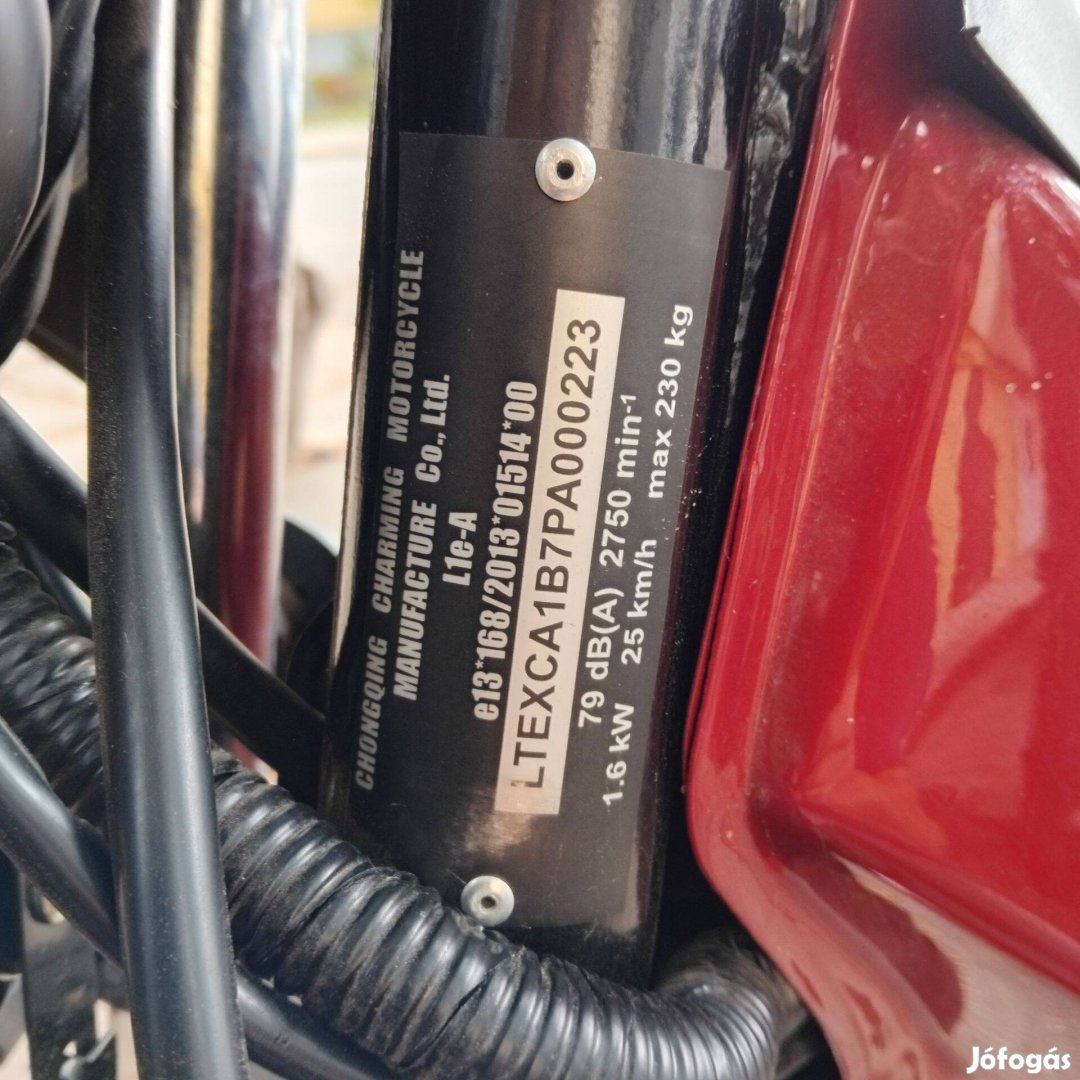 CHONGQING CHARMING MOTORCYCLE
MANUFACTURE Co., Ltd.
L1e-A
e13*168/2013*01514*00
LTEXCA1B7PA000223
79 dB(A) 2750 min-1
1.6 kW 25 km/h max 230 kg
Jófogás